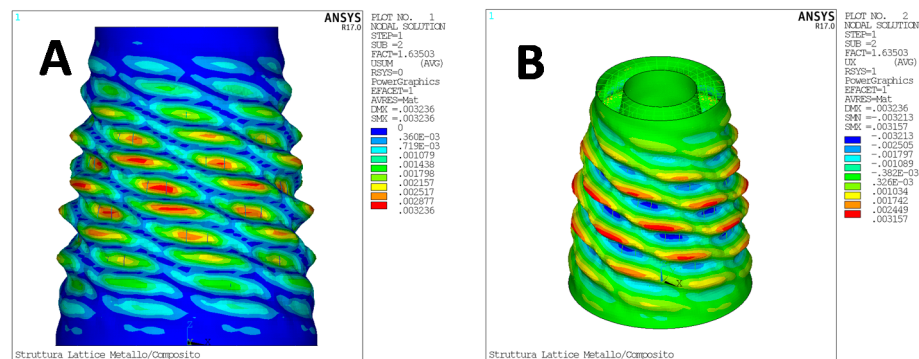 1
ANSYS
R17.0
A
PLOT NO. 1
NODAL SOLUTION
STEP=1
SUB =2
FACT=1.63503
USUM (AVG)
RSYS=0
PowerGraphics
EFACET=1
AVRES=Mat
DMX =.003236
SMX =.003236
0
.360E-03
.719E-03
.001079
.001438
.001798
.002157
.002517
.002877
.003236
Z
Struttura Lattice Metallo/Composito
1
ANSYS
R17.0
B
PLOT NO. 2
NODAL SOLUTION
STEP=1
SUB =2
FACT=1.63503
UX (AVG)
RSYS=1
PowerGraphics
EFACET=1
AVRES=Mat
DMX =.003236
SMN =-.003213
SMX =.003157
-.003213
-.002505
-.001797
-.001089
-.382E-03
.326E-03
.001034
.001742
.002449
.003157
Z
X
Struttura Lattice Metallo/Composito